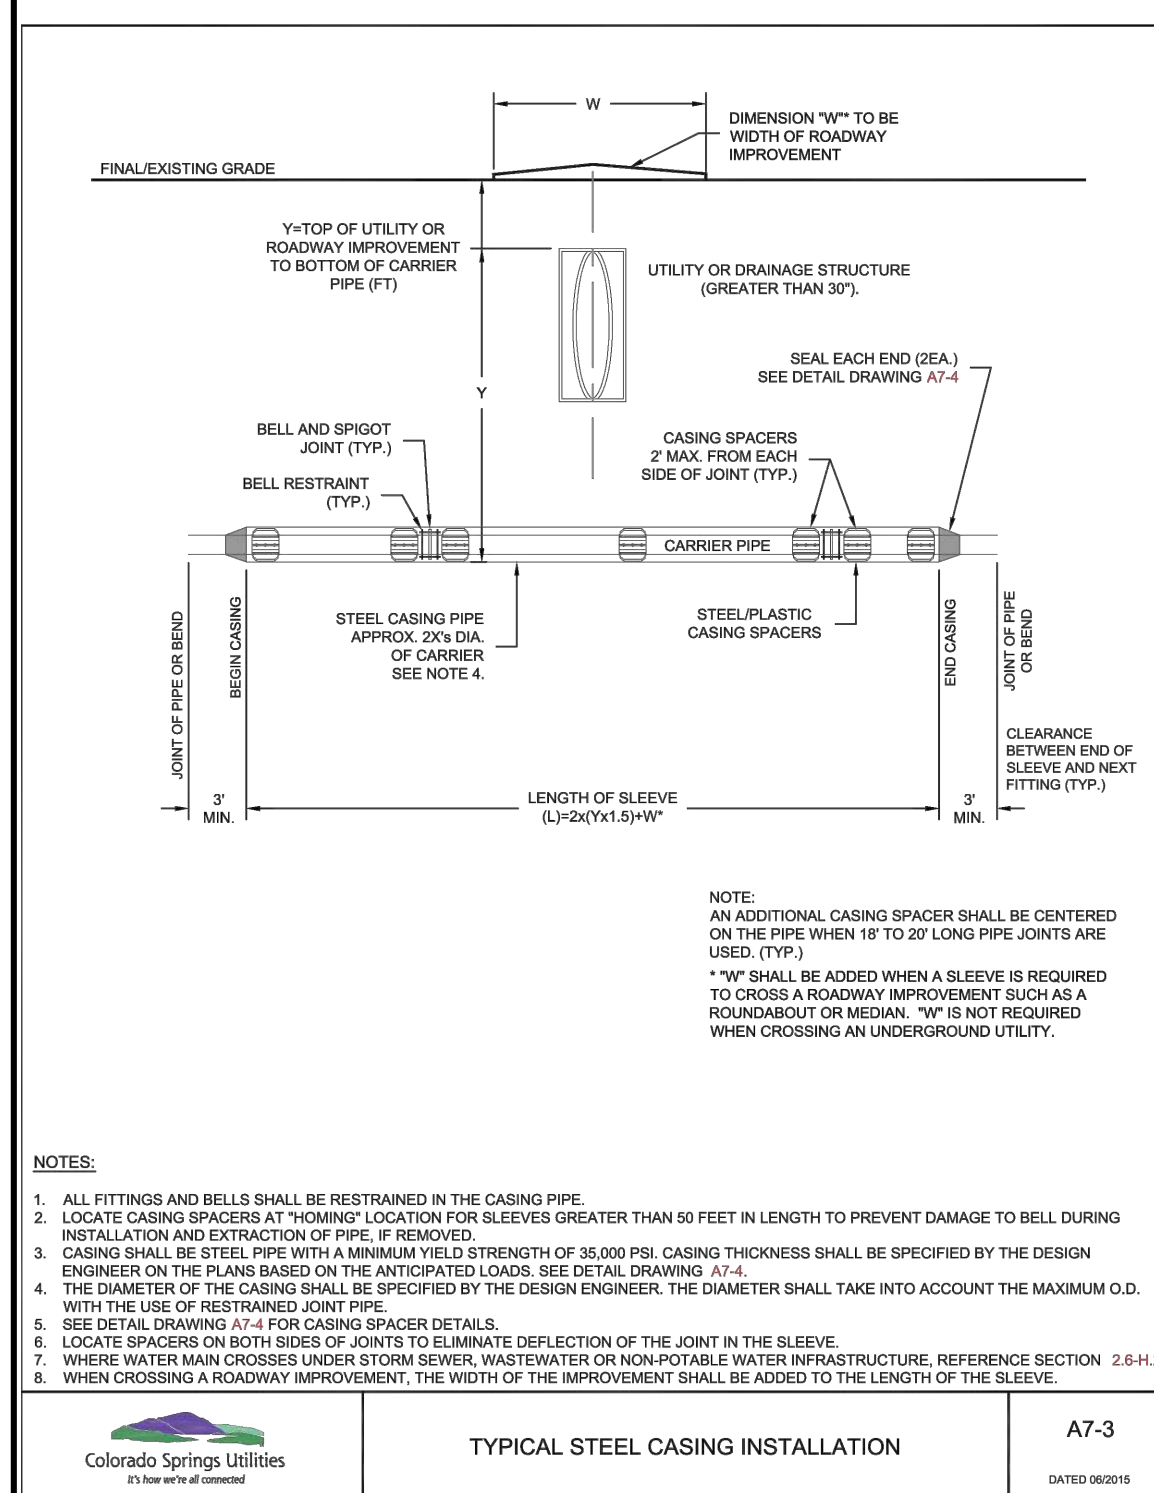 W
DIMENSION "W"* TO BE
WIDTH OF ROADWAY
IMPROVEMENT
FINAL/EXISTING GRADE
Y=TOP OF UTILITY OR
ROADWAY IMPROVEMENT
TO BOTTOM OF CARRIER
PIPE (FT)
UTILITY OR DRAINAGE STRUCTURE
(GREATER THAN 30").
SEAL EACH END (2EA.)
SEE DETAIL DRAWING A7-4
Y
BELL AND SPIGOT
JOINT (TYP.)
CASING SPACERS
2' MAX. FROM EACH
SIDE OF JOINT (TYP.)
BELL RESTRAINT
(TYP.)
CARRIER PIPE
STEEL CASING PIPE
APPROX. 2X's DIA.
OF CARRIER
SEE NOTE 4.
STEEL/PLASTIC
CASING SPACERS
JOINT OF PIPE OR BEND
BEGIN CASING
END CASING
JOINT OF PIPE
OR BEND
CLEARANCE
BETWEEN END OF
SLEEVE AND NEXT
FITTING (TYP.)
3'
MIN.
LENGTH OF SLEEVE
(L)=2x(Yx1.5)+W*
3'
MIN.
NOTE:
AN ADDITIONAL CASING SPACER SHALL BE CENTERED
ON THE PIPE WHEN 18' TO 20' LONG PIPE JOINTS ARE
USED. (TYP.)
* "W" SHALL BE ADDED WHEN A SLEEVE IS REQUIRED
TO CROSS A ROADWAY IMPROVEMENT SUCH AS A
ROUNDABOUT OR MEDIAN. "W" IS NOT REQUIRED
WHEN CROSSING AN UNDERGROUND UTILITY.
NOTES:
1. ALL FITTINGS AND BELLS SHALL BE RESTRAINED IN THE CASING PIPE.
2. LOCATE CASING SPACERS AT "HOMING" LOCATION FOR SLEEVES GREATER THAN 50 FEET IN LENGTH TO PREVENT DAMAGE TO BELL DURING
INSTALLATION AND EXTRACTION OF PIPE, IF REMOVED.
3. CASING SHALL BE STEEL PIPE WITH A MINIMUM YIELD STRENGTH OF 35,000 PSI. CASING THICKNESS SHALL BE SPECIFIED BY THE DESIGN
ENGINEER ON THE PLANS BASED ON THE ANTICIPATED LOADS. SEE DETAIL DRAWING A7-4.
4. THE DIAMETER OF THE CASING SHALL BE SPECIFIED BY THE DESIGN ENGINEER. THE DIAMETER SHALL TAKE INTO ACCOUNT THE MAXIMUM O.D.
WITH THE USE OF RESTRAINED JOINT PIPE.
5. SEE DETAIL DRAWING A7-4 FOR CASING SPACER DETAILS.
6. LOCATE SPACERS ON BOTH SIDES OF JOINTS TO ELIMINATE DEFLECTION OF THE JOINT IN THE SLEEVE.
7. WHERE WATER MAIN CROSSES UNDER STORM SEWER, WASTEWATER OR NON-POTABLE WATER INFRASTRUCTURE, REFERENCE SECTION 2.6-H.
8. WHEN CROSSING A ROADWAY IMPROVEMENT, THE WIDTH OF THE IMPROVEMENT SHALL BE ADDED TO THE LENGTH OF THE SLEEVE.
Colorado Springs Utilities
It's how we're all connected
TYPICAL STEEL CASING INSTALLATION
A7-3
DATED 06/2015